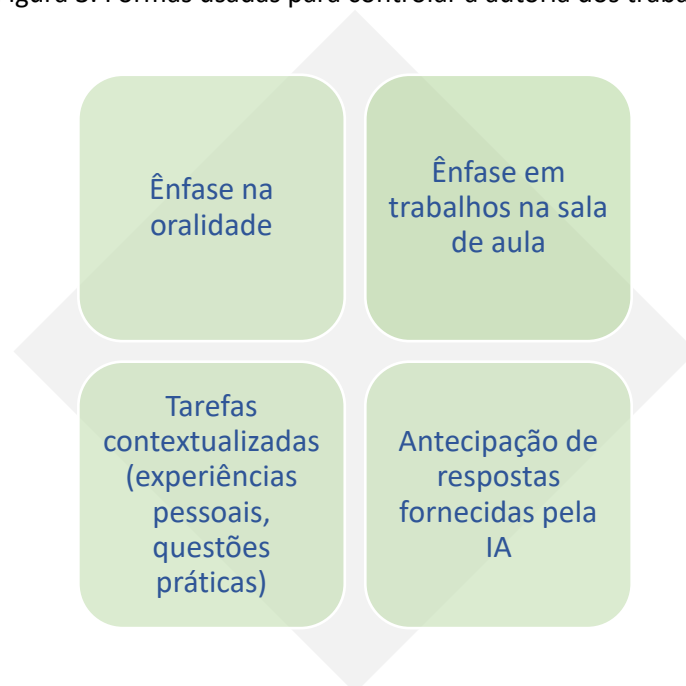 Formas usadas para controlar a autoria dos
Ênfase na
oralidade
Ênfase em
trabalhos na sala
de aula
Tarefas
contextualizadas
(experiências
pessoais,
questões
práticas)
Antecipação de
respostas
fornecidas pela
IA